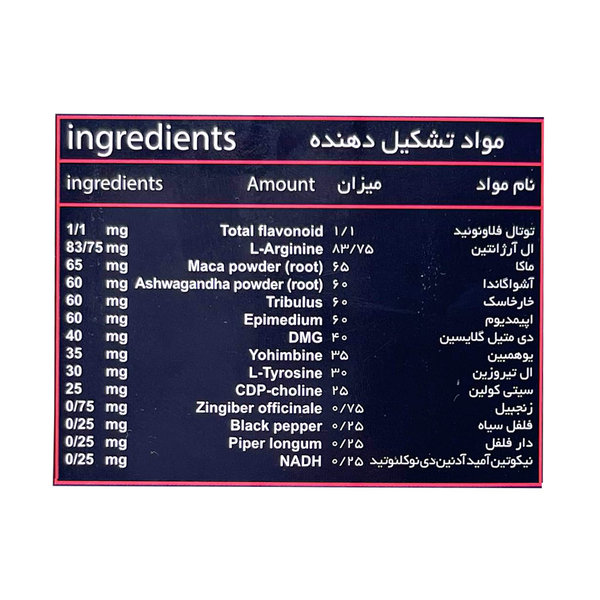 ingredients مواد تشکیل دهنده
ingredients Amount میزان نام مواد
1/1 mg Total flavonoid ۱/۱ توتال فلاونوئید
83/75 mg L-Arginine ۸۳/۷۵ ال آرژانتین
65 mg Maca powder (root) ۶۵ ماکا
60 mg Ashwagandha powder (root) ۶۰ آشواگاندا
60 mg Tribulus ۶۰ خارخاسک
60 mg Epimedium ۶۰ اپیمدیوم
40 mg DMG ۴۰ دی متیل گلایسین
35 mg Yohimbine ۳۵ یوهمبین
30 mg L-Tyrosine ۳۰ ال تیروزین
25 mg CDP-choline ۲۵ سیتی کولین
0/75 mg Zingiber officinale ۰/۷۵ زنجبیل
0/25 mg Black pepper ۰/۲۵ فلفل سیاه
0/25 mg Piper longum ۰/۲۵ دار فلفل
0/25 mg NADH ۰/۲۵ نیکوتین‌آمیدآدنین‌دی‌نوکلئوتید